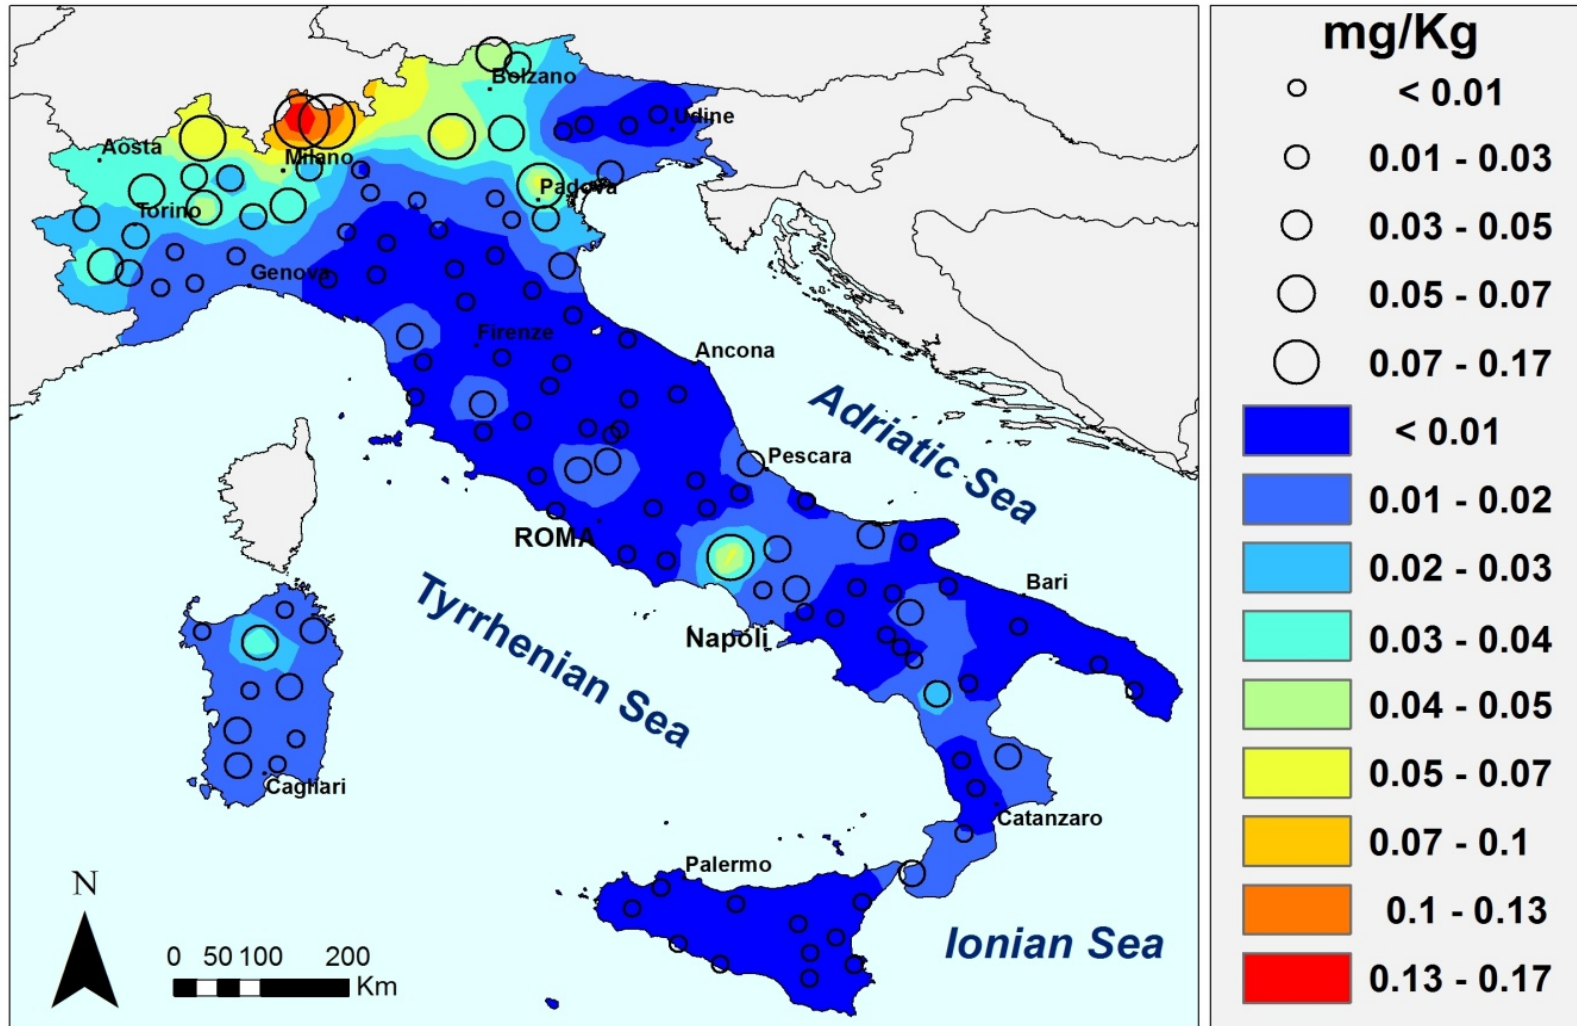 Bolzano
Udine
Aosta
Milano
Padova
Torino
Genova
Firenze
Ancona
Adriatic Sea
Pescara
ROMA
Bari
Tyrrhenian Sea
Napoli
Cagliari
Catanzaro
Palermo
Ionian Sea
N
0 50 100 200
Km
mg/Kg
< 0.01
0.01 - 0.03
0.03 - 0.05
0.05 - 0.07
0.07 - 0.17
< 0.01
0.01 - 0.02
0.02 - 0.03
0.03 - 0.04
0.04 - 0.05
0.05 - 0.07
0.07 - 0.1
0.1 - 0.13
0.13 - 0.17